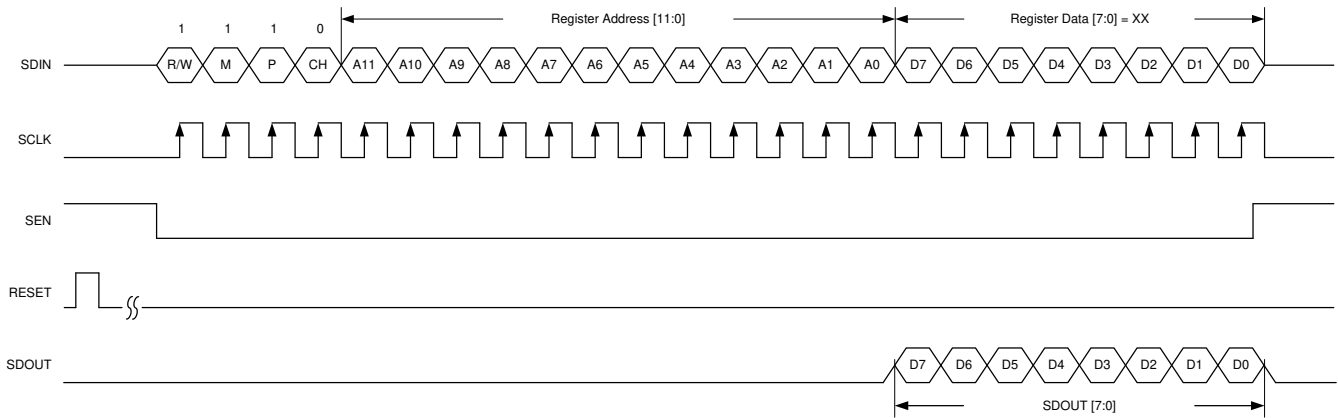 1 1 1 0 Register Address [11:0] Register Data [7:0] = XX
SDIN R/W M P CH A11 A10 A9 A8 A7 A6 A5 A4 A3 A2 A1 A0 D7 D6 D5 D4 D3 D2 D1 D0
SCLK
SEN
RESET
SDOUT D7 D6 D5 D4 D3 D2 D1 D0
SDOUT [7:0]